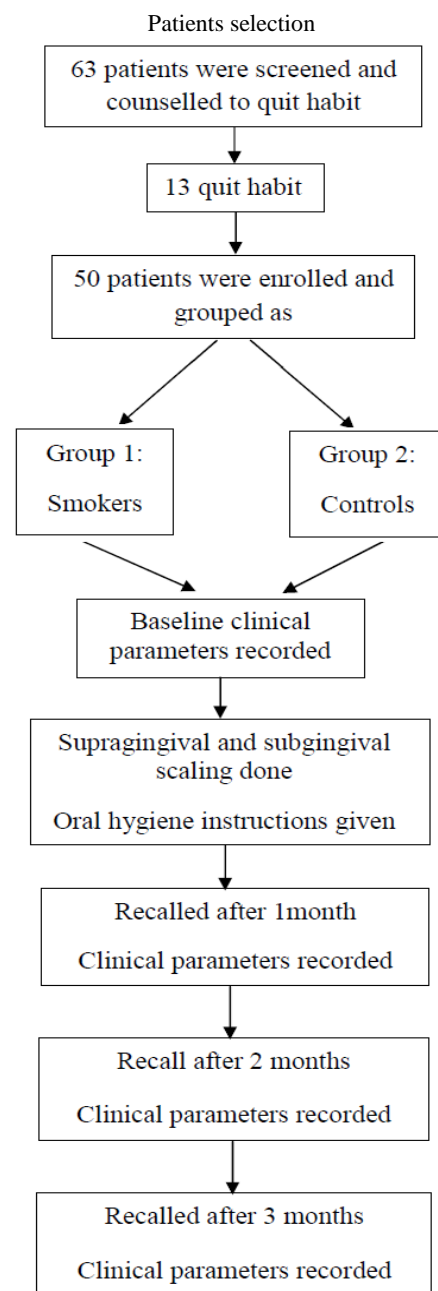 Patients selection
63 patients were screened and
counselled to quit habit
13 quit habit
50 patients were enrolled and
grouped as
Group 1:
Smokers
Group 2:
Controls
Baseline clinical
parameters recorded
Supragingival and subgingival
scaling done
Oral hygiene instructions given
Recalled after 1month
Clinical parameters recorded
Recall after 2 months
Clinical parameters recorded
Recalled after 3 months
Clinical parameters recorded